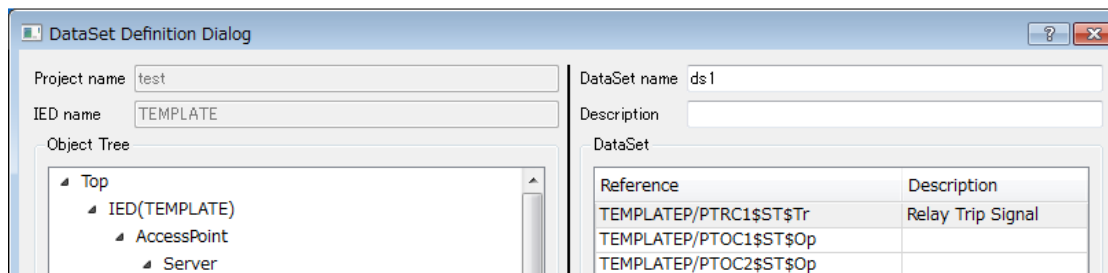 DataSet Definition Dialog
Project name test
IED name TEMPLATE
Object Tree
Top
IED(TEMPLATE)
AccessPoint
Server
DataSet name ds1
Description
DataSet
Reference Description
TEMPLATEP/PTRC1$ST$Tr Relay Trip Signal
TEMPLATEP/PTOC1$ST$Op
TEMPLATEP/PTOC2$ST$Op